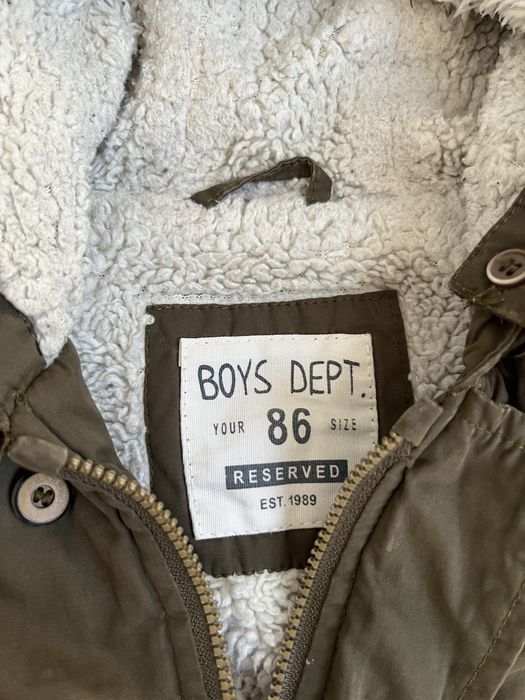 BOYS DEPT.
YOUR 86 SIZE
RESERVED
EST. 1989